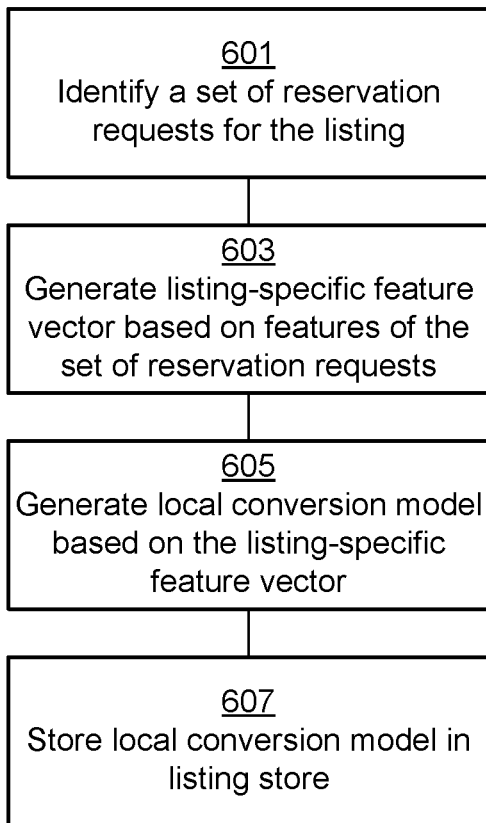 601
Identify a set of reservation
requests for the listing
603
Generate listing-specific feature
vector based on features of the
set of reservation requests
605
Generate local conversion model
based on the listing-specific
feature vector
607
Store local conversion model in
listing store